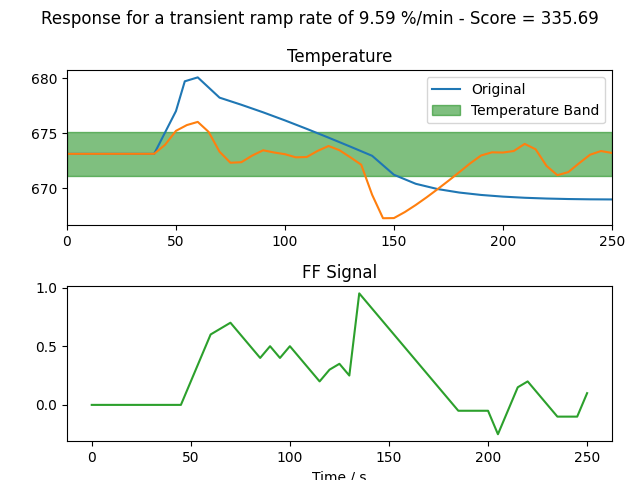 Response for a transient ramp rate of 9.59 %/min - Score = 335.69
Temperature
680
675
670
Original
Temperature Band
0 50 100 150 200 250
FF Signal
1.0
0.5
0.0
0 50 100 150 200 250
Time / s